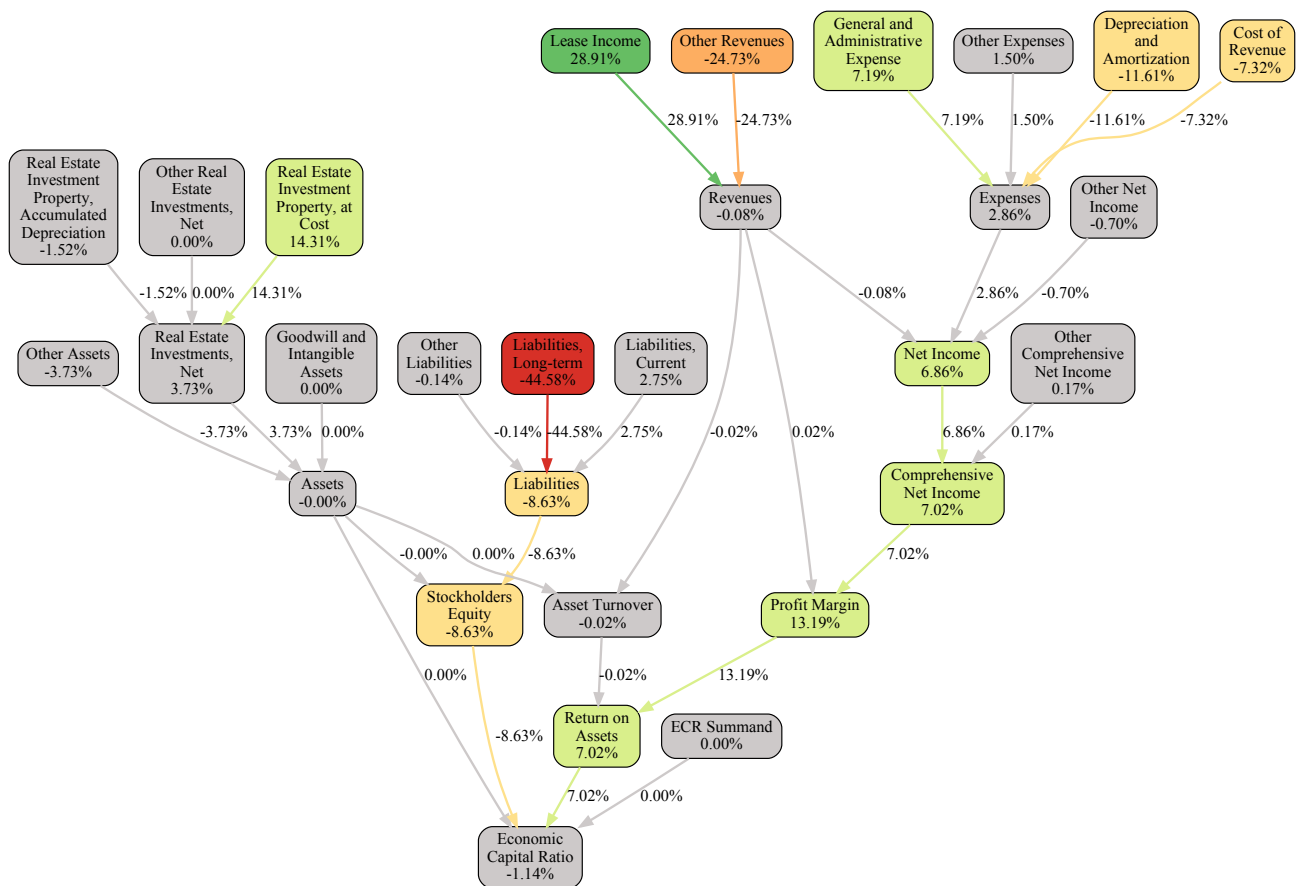 Lease Income
28.91%
Other Revenues
-24.73%
General and
Administrative
Expense
7.19%
Other Expenses
1.50%
Depreciation
and
Amortization
-11.61%
Cost of
Revenue
-7.32%
28.91%
-24.73%
7.19%
1.50%
-11.61%
-7.32%
Real Estate
Investment
Property,
Accumulated
Depreciation
-1.52%
Other Real
Estate
Investments,
Net
0.00%
Real Estate
Investment
Property, at
Cost
14.31%
Revenues
-0.08%
Expenses
2.86%
Other Net
Income
-0.70%
-1.52%
0.00%
14.31%
-0.08%
2.86%
-0.70%
Other Assets
-3.73%
Real Estate
Investments,
Net
3.73%
Goodwill and
Intangible
Assets
0.00%
Other
Liabilities
-0.14%
Liabilities,
Long-term
-44.58%
Liabilities,
Current
2.75%
Net Income
6.86%
Other
Comprehensive
Net Income
0.17%
-3.73%
3.73%
0.00%
-0.14%
-44.58%
2.75%
-0.02%
0.02%
6.86%
0.17%
Assets
-0.00%
Liabilities
-8.63%
Comprehensive
Net Income
7.02%
-0.00%
0.00%
-8.63%
7.02%
Stockholders
Equity
-8.63%
Asset Turnover
-0.02%
Profit Margin
13.19%
0.00%
-0.02%
13.19%
-8.63%
Return on
Assets
7.02%
ECR Summand
0.00%
7.02%
0.00%
Economic
Capital Ratio
-1.14%